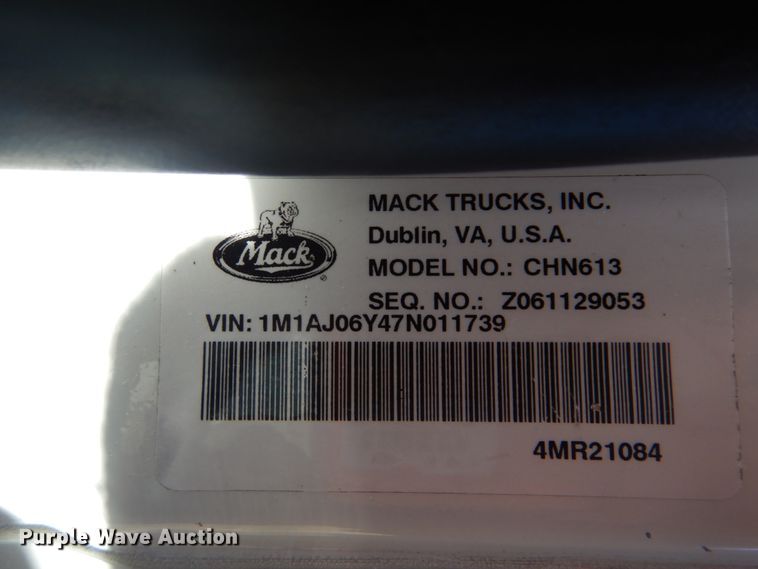 MACK TRUCKS, INC.
Mack
Dublin, VA, U.S.A.
MODEL NO.: CHN613
SEQ. NO.: Z061129053
VIN: 1M1AJ06Y47N011739
4MR21084
Purple Wave Auction